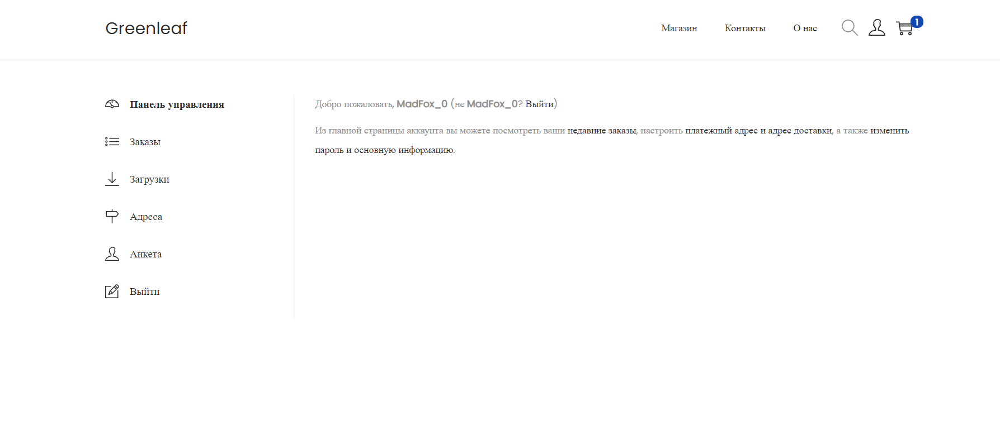 Greenleaf
Магазин
Контакты
О нас
1
Панель управления
Заказы
Загрузки
Адреса
Анкета
Выйти
Добро пожаловать, MadFox_0 (не MadFox_0? Выйти)
Из главной страницы аккаунта вы можете посмотреть ваши недавние заказы, настроить платежный адрес и адрес доставки, а также изменить
пароль и основную информацию.